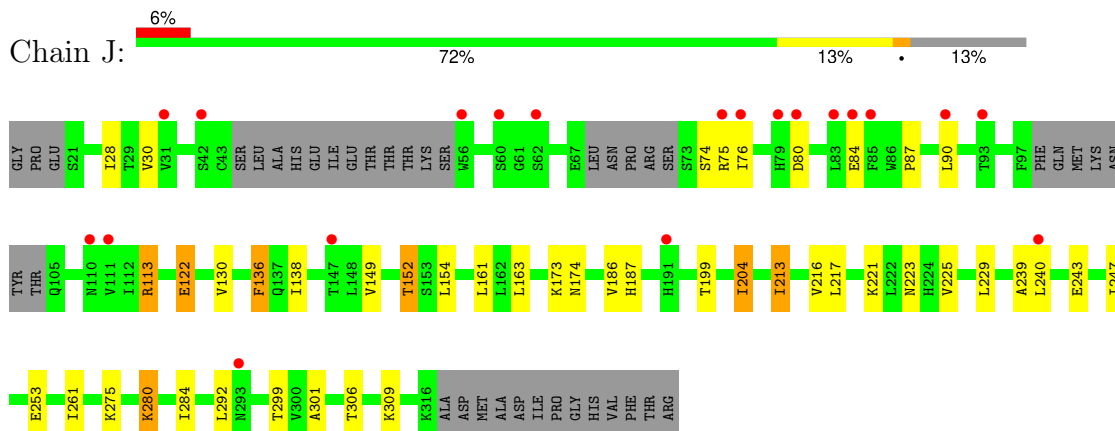 6%
Chain J:
72% 13% • 13%
GLY PRO GLU S21 I28 T29 V30 V31 S42 C43 SER LEU ALA HIS GLU ILE GLU THR THR THR LYS SER W56 S60 G61 S62 E67 LEU ASN PRO ARG SER S73 S74 R75 I76 H79 D80 L83 E84 F85 W86 P87 L90 T93 F97 PHE GLN MET LYS ASN
TYR THR Q105 N110 V111 I112 R113 E122 V130 F136 Q137 I138 T147 L148 V149 T152 S153 L154 L161 L162 L163 K173 N174 V186 H187 H191 T199 I204 I213 V216 L217 K221 L222 N223 H224 V225 L229 A239 L240 E243 I247
E253 I261 K275 K280 I284 L292 N293 T299 V300 A301 T306 K309 K316 ALA ASP MET ALA ASP ILE PRO GLY HIS VAL PHE THR ARG